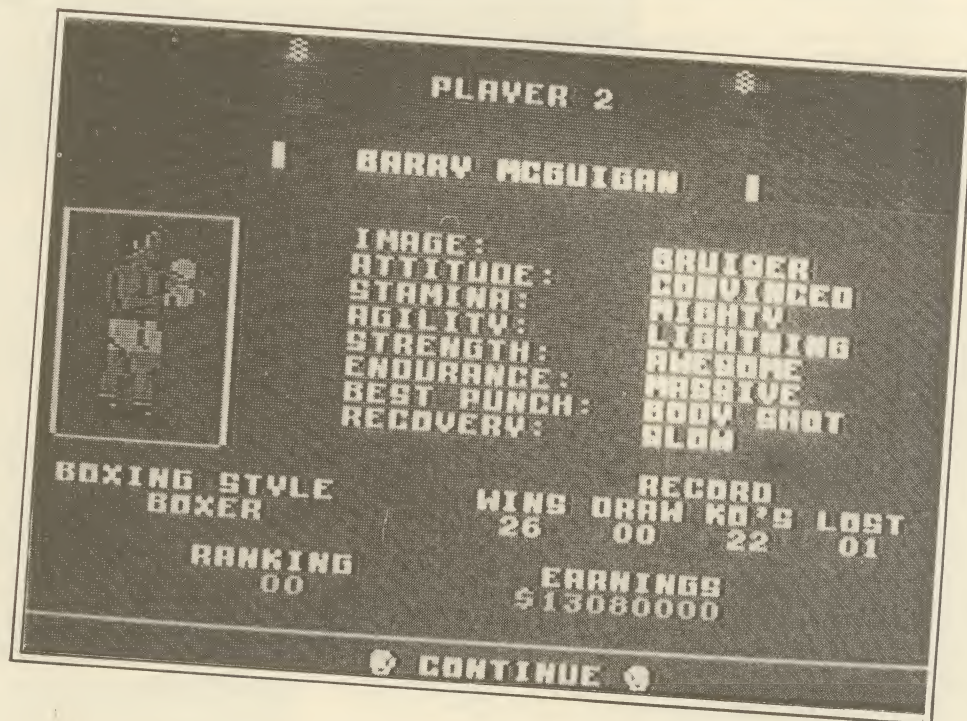 PLAYER 2
BARRY MCGUIGAN
IMAGE: BRUISER
ATTITUDE: CONVINCED
STAMINA: MIGHTY
AGILITY: LIGHTNING
STRENGTH: AWESOME
ENDURANCE: MASSIVE
BEST PUNCH: BODY SHOT
RECOVERY: SLOW
BOXING STYLE
BOXER
RANKING
00
RECORD
WINS DRAW KO'S LOST
26 00 22 01
EARNINGS
$13080000
CONTINUE